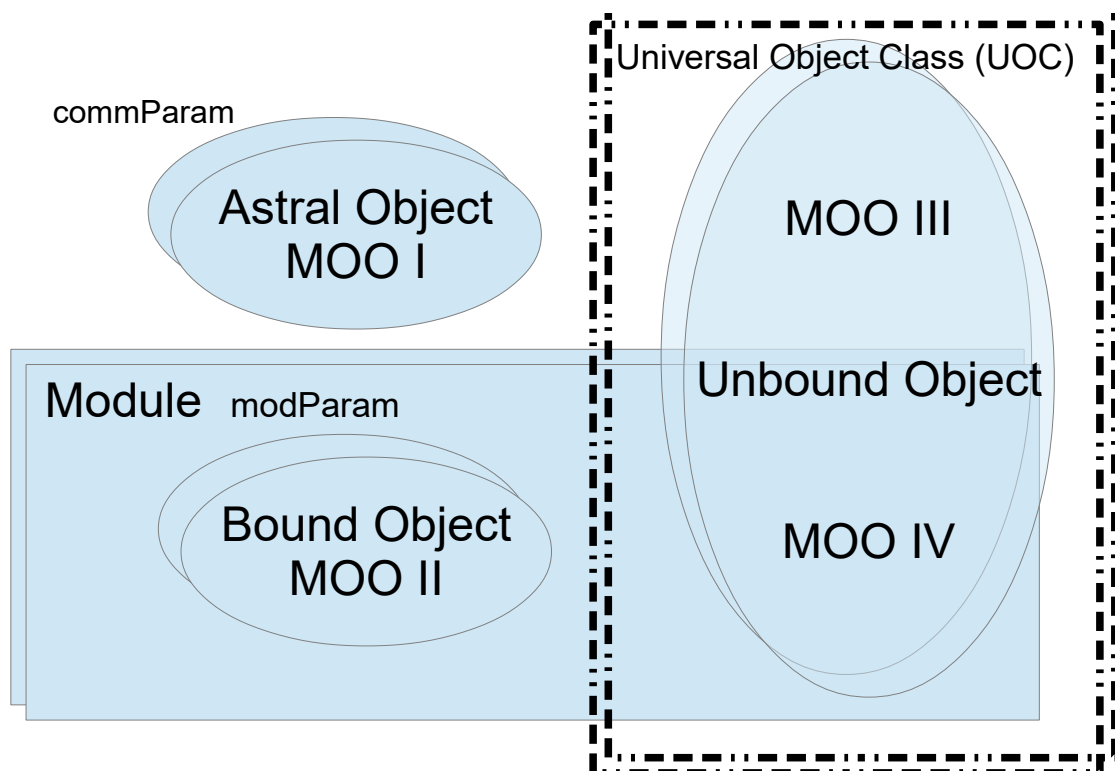 Universal Object Class (UOC)
commParam
Astral Object
MOO I
MOO III
Module modParam
Unbound Object
Bound Object
MOO II
MOO IV